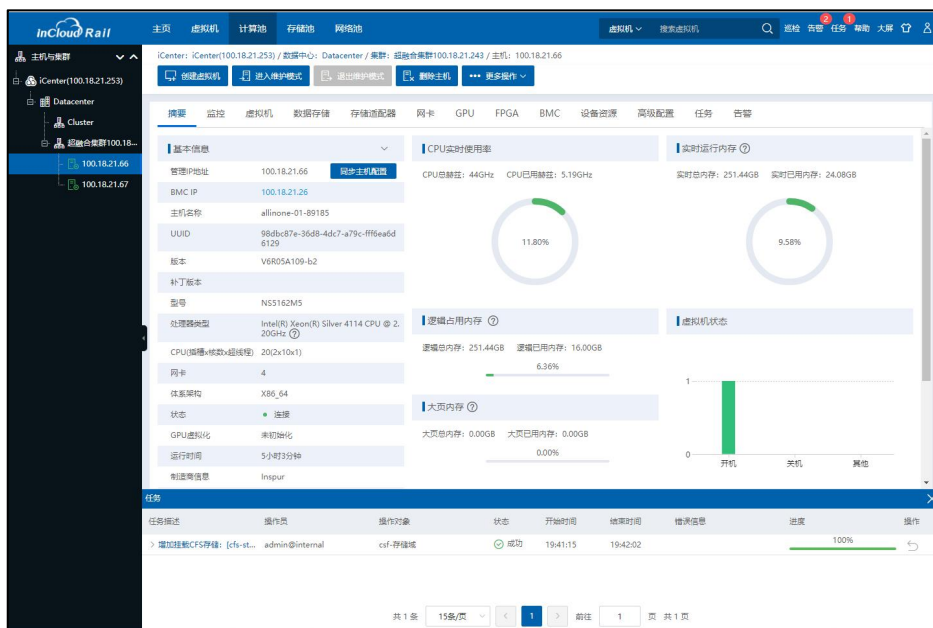 inCloud Rail
主页 虚拟机 计算池 存储池 网络池
虚拟机 搜索虚拟机
巡检 告警 2 任务 1 帮助 大屏
主机与集群
iCenter(100.18.21.253)
Datacenter
Cluster
超融合集群100.18...
100.18.21.66
100.18.21.67
iCenter: iCenter(100.18.21.253) / 数据中心: Datacenter / 集群: 超融合集群100.18.21.243 / 主机: 100.18.21.66
创建虚拟机 进入维护模式 退出维护模式 删除主机 更多操作
摘要 监控 虚拟机 数据存储 存储适配器 网卡 GPU FPGA BMC 设备资源 高级配置 任务 告警
基本信息
管理IP地址 100.18.21.66 同步主机配置
BMC IP 100.18.21.26
主机名称 allinone-01-89185
UUID 98dbc87e-36d8-4dc7-a79c-fff6ea6d
6129
版本 V6R05A109-b2
补丁版本
型号 NS5162M5
处理器类型 Intel(R) Xeon(R) Silver 4114 CPU @ 2.
20GHz ?
CPU(插槽x核数x超线程) 20(2x10x1)
网卡 4
体系架构 X86_64
状态 连接
GPU虚拟化 未初始化
运行时间 5小时3分钟
制造商信息 Inspur
CPU实时使用率
CPU总赫兹: 44GHz CPU已用赫兹: 5.19GHz
11.80%
实时运行内存 ?
实时总内存: 251.44GB 实时已用内存: 24.08GB
9.58%
逻辑占用内存 ?
逻辑总内存: 251.44GB 逻辑已用内存: 16.00GB
6.36%
大页内存 ?
大页总内存: 0.00GB 大页已用内存: 0.00GB
0.00%
虚拟机状态
1
0
开机 关机 其他
任务
任务描述 操作员 操作对象 状态 开始时间 结束时间 错误信息 进度 操作
> 增加挂载CFS存储: [cfs-st... admin@internal csf-存储域 成功 19:41:15 19:42:02 100%
共 1 条 15条/页 < 1 > 前往 1 页 共 1 页